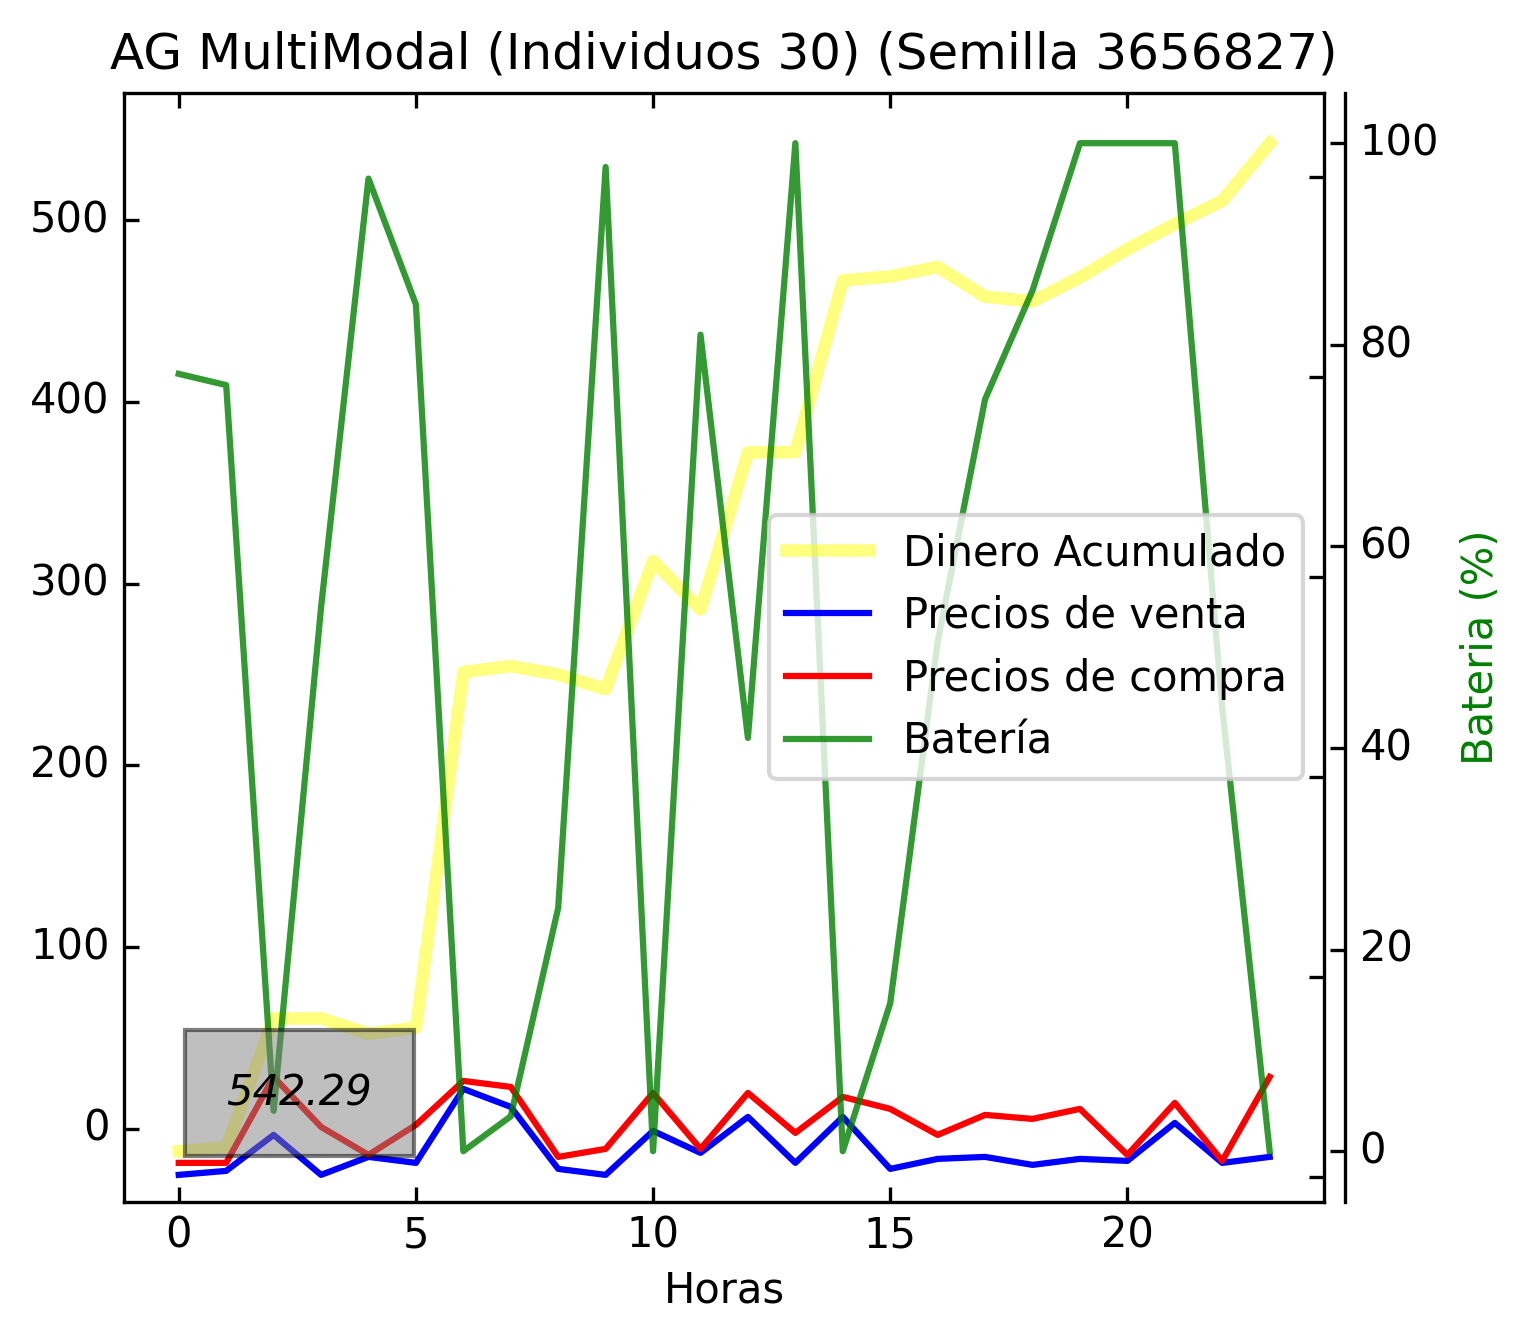 AG MultiModal (Individuos 30) (Semilla 3656827)
500
400
300
200
100
0
100
80
60
40
20
0
Bateria (%)
Dinero Acumulado
Precios de venta
Precios de compra
Batería
542.29
0 5 10 15 20
Horas